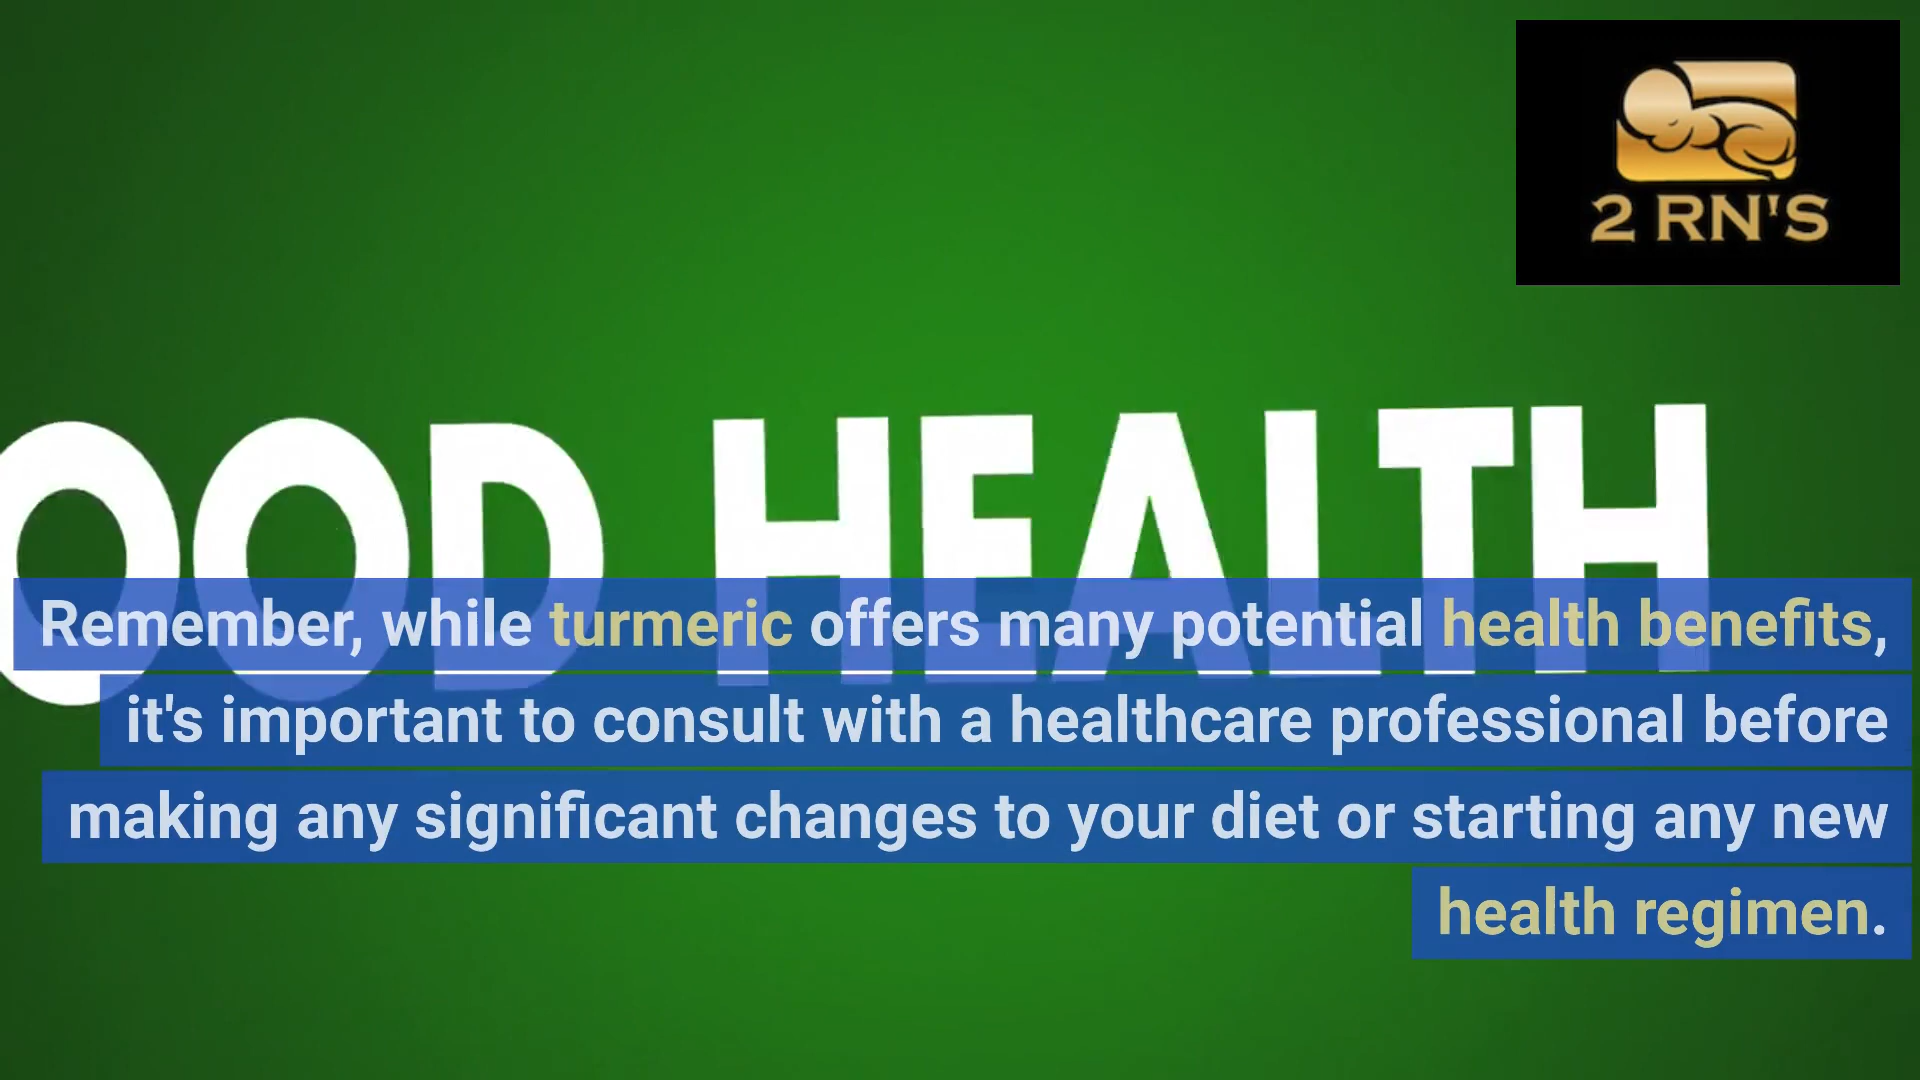 2 RN'S
OOD HEALTH
Remember, while turmeric offers many potential health benefits,
it's important to consult with a healthcare professional before
making any significant changes to your diet or starting any new
health regimen.